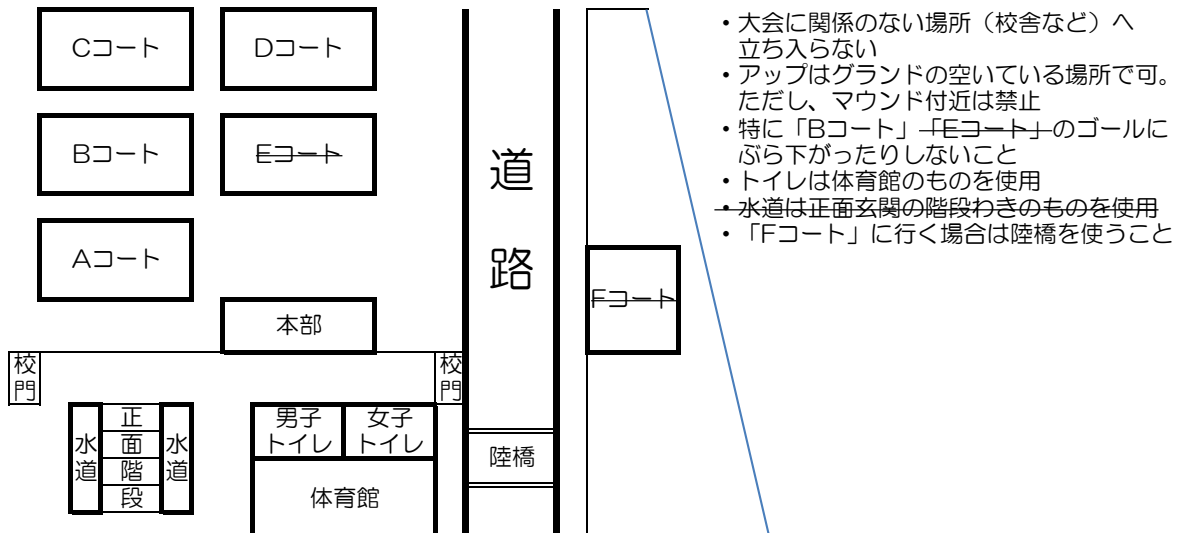 Cコート
Dコート
Bコート
Eコート
Aコート
本部
校門
校門
道路
Fコート
正面階段
水道
水道
男子
トイレ
女子
トイレ
体育館
陸橋
・大会に関係のない場所（校舎など）へ
立ち入らない
・アップはグランドの空いている場所で可。
ただし、マウンド付近は禁止
・特に「Bコート」「Eコート」のゴールに
ぶら下がったりしないこと
・トイレは体育館のものを使用
・水道は正面玄関の階段わきのものを使用
・「Fコート」に行く場合は陸橋を使うこと